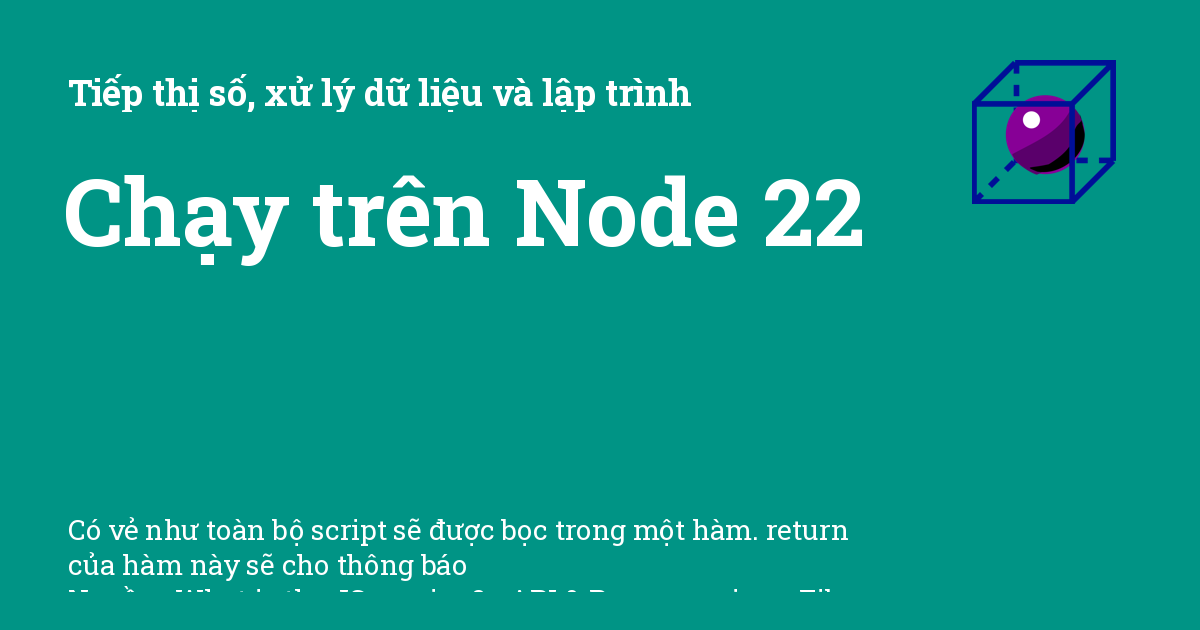 Tiếp thị số, xử lý dữ liệu và lập trình
Chạy trên Node 22
Có vẻ như toàn bộ script sẽ được bọc trong một hàm. return
của hàm này sẽ cho thông báo